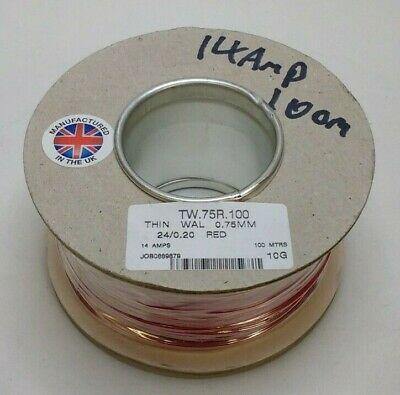 14Amp
100m
MANUFACTURED
IN THE UK
TW.75R.100
THIN WAL 0.75MM
24/0.20 RED
14 AMPS 100 MTRS
JOB0869879 10G